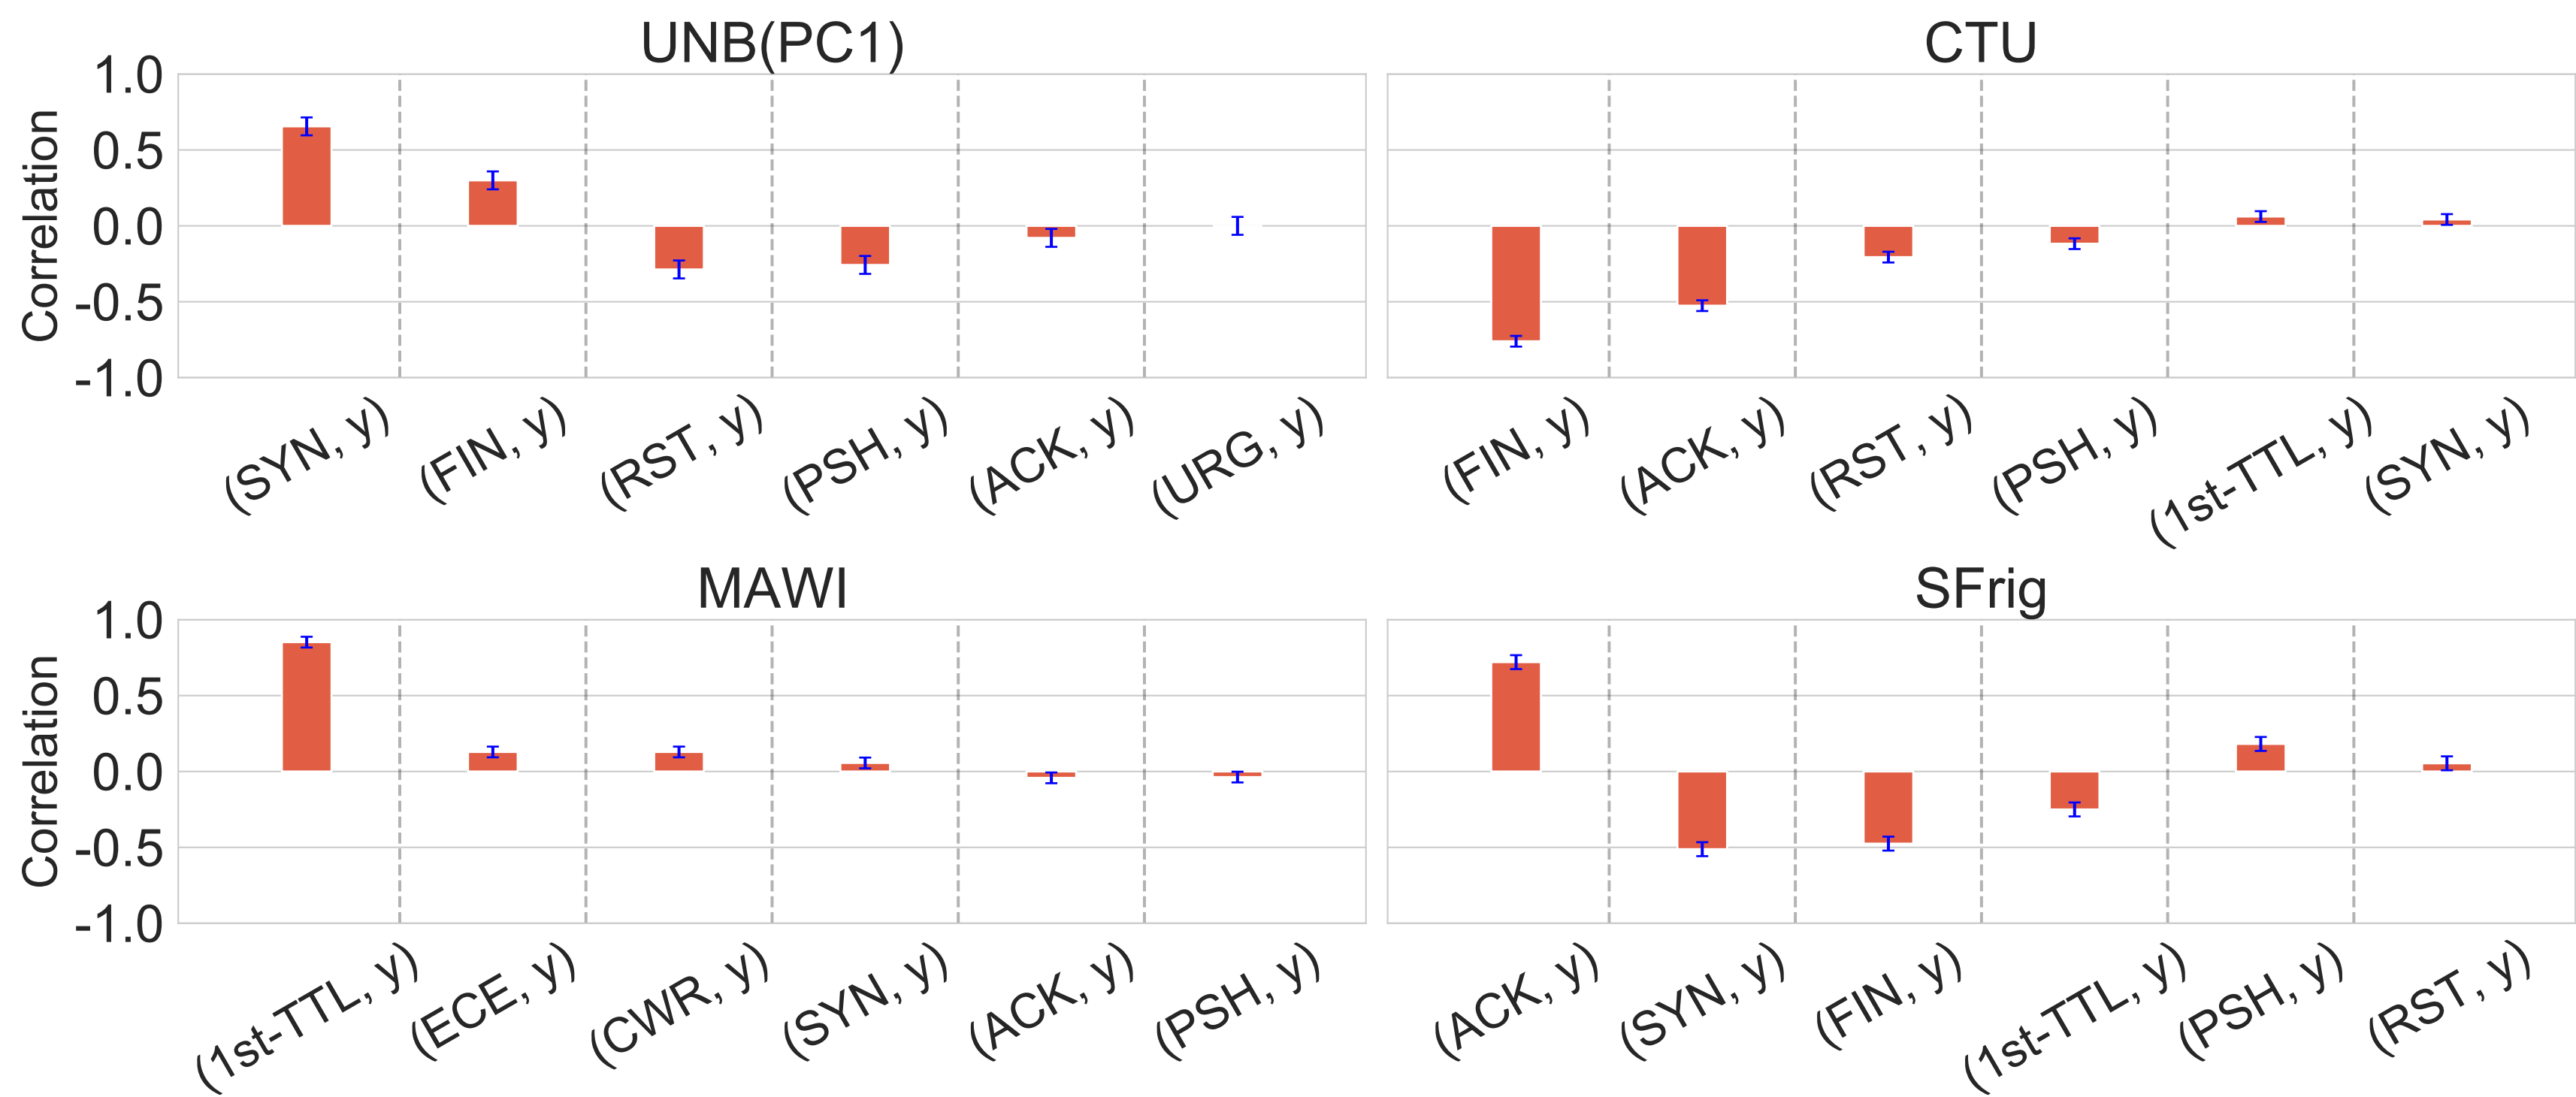 UNB(PC1)
CTU
Correlation
1.0
0.5
0.0
-0.5
-1.0
(SYN, y)
(FIN, y)
(RST, y)
(PSH, y)
(ACK, y)
(URG, y)
(FIN, y)
(ACK, y)
(RST, y)
(PSH, y)
(1st-TTL, y)
(SYN, y)
MAWI
SFrig
Correlation
1.0
0.5
0.0
-0.5
-1.0
(1st-TTL, y)
(ECE, y)
(CWR, y)
(SYN, y)
(ACK, y)
(PSH, y)
(ACK, y)
(SYN, y)
(FIN, y)
(1st-TTL, y)
(PSH, y)
(RST, y)